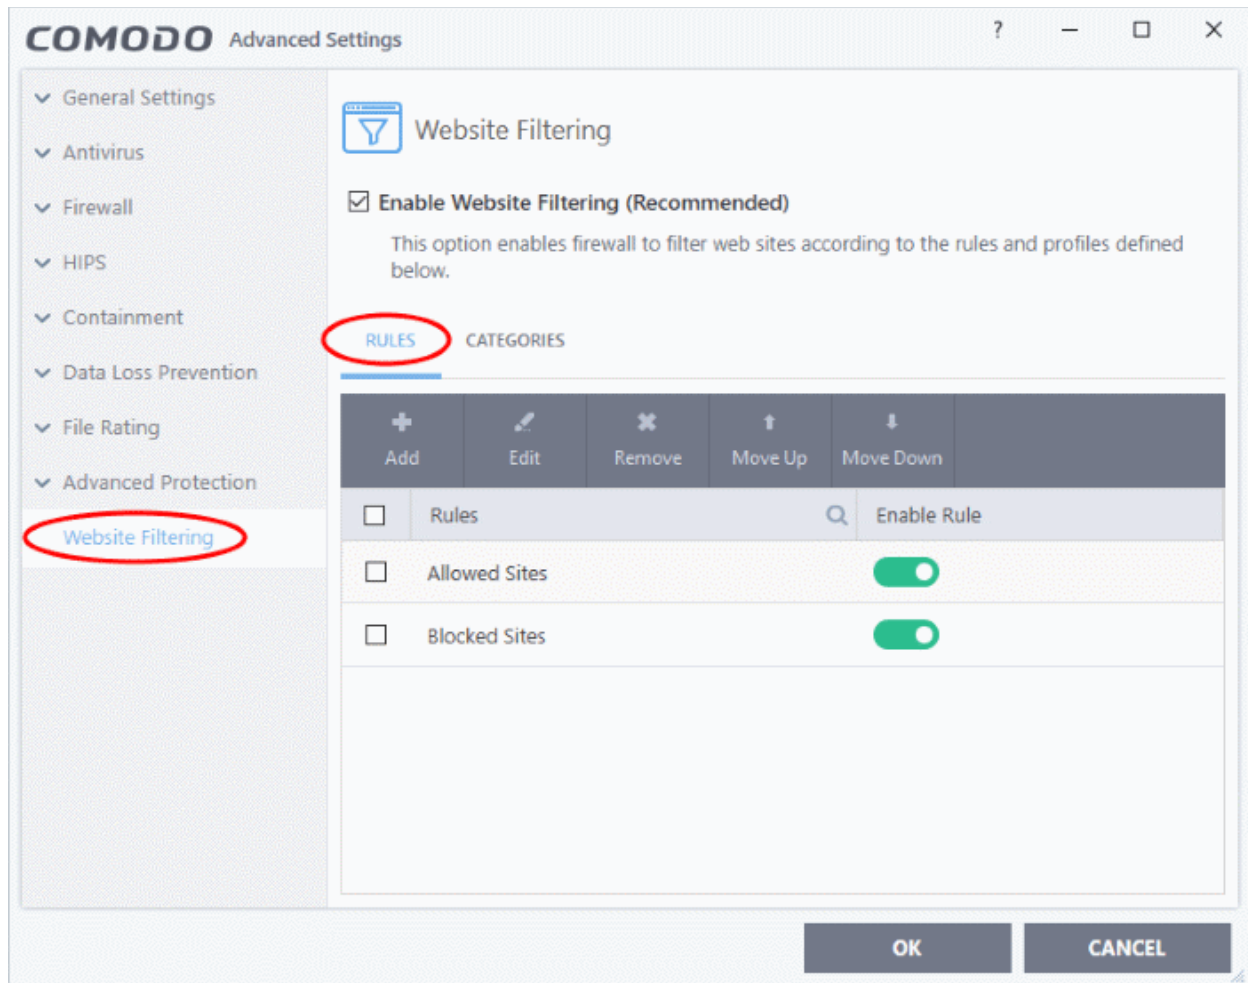 COMODO Advanced Settings ?
General Settings
Antivirus
Firewall
HIPS
Containment
Data Loss Prevention
File Rating
Advanced Protection
Website Filtering
Website Filtering
Enable Website Filtering (Recommended)
This option enables firewall to filter web sites according to the rules and profiles defined
below.
RULES CATEGORIES
Add Edit Remove Move Up Move Down
Rules Enable Rule
Allowed Sites
Blocked Sites
OK CANCEL